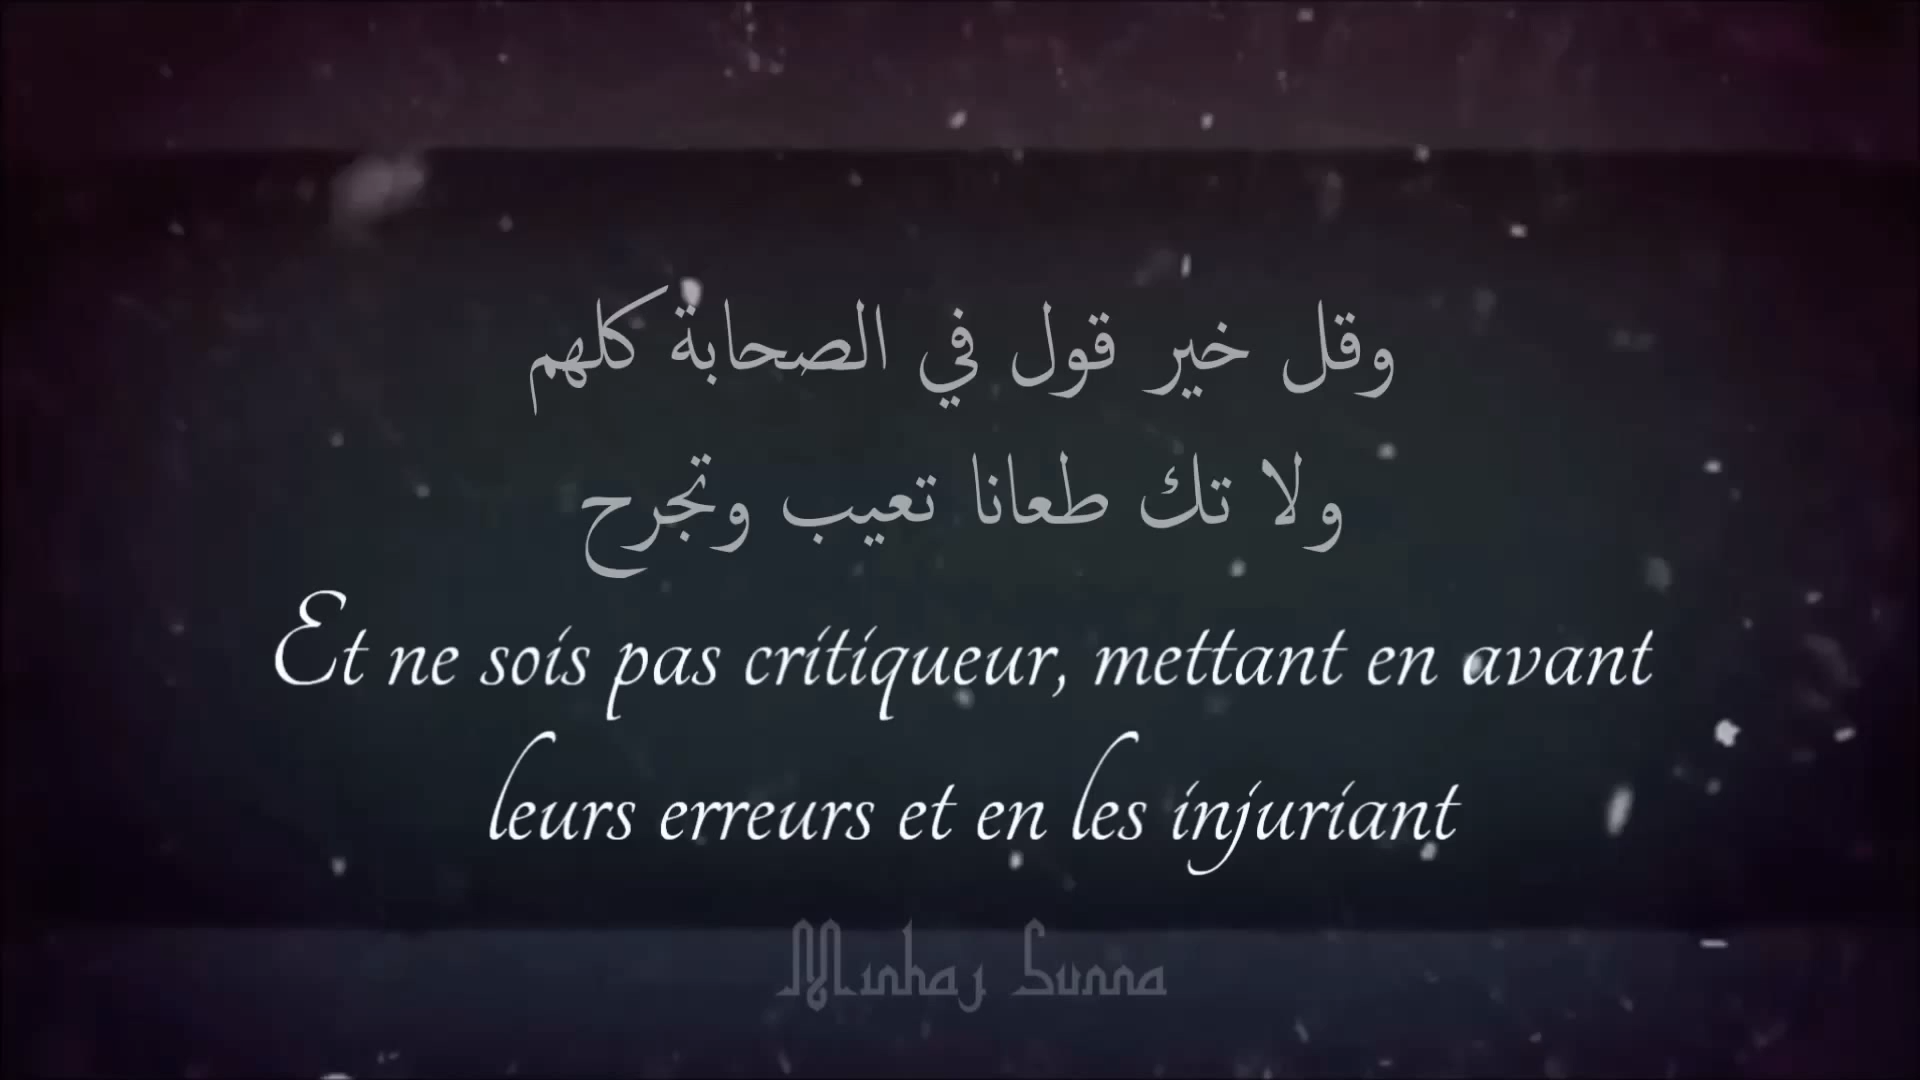 وقل خير قول في الصحابة كلهم
ولا تك طعانا تعيب وتجرح
Et ne sois pas critiqueur, mettant en avant
leurs erreurs et en les injuriant
Minhaj Sunna